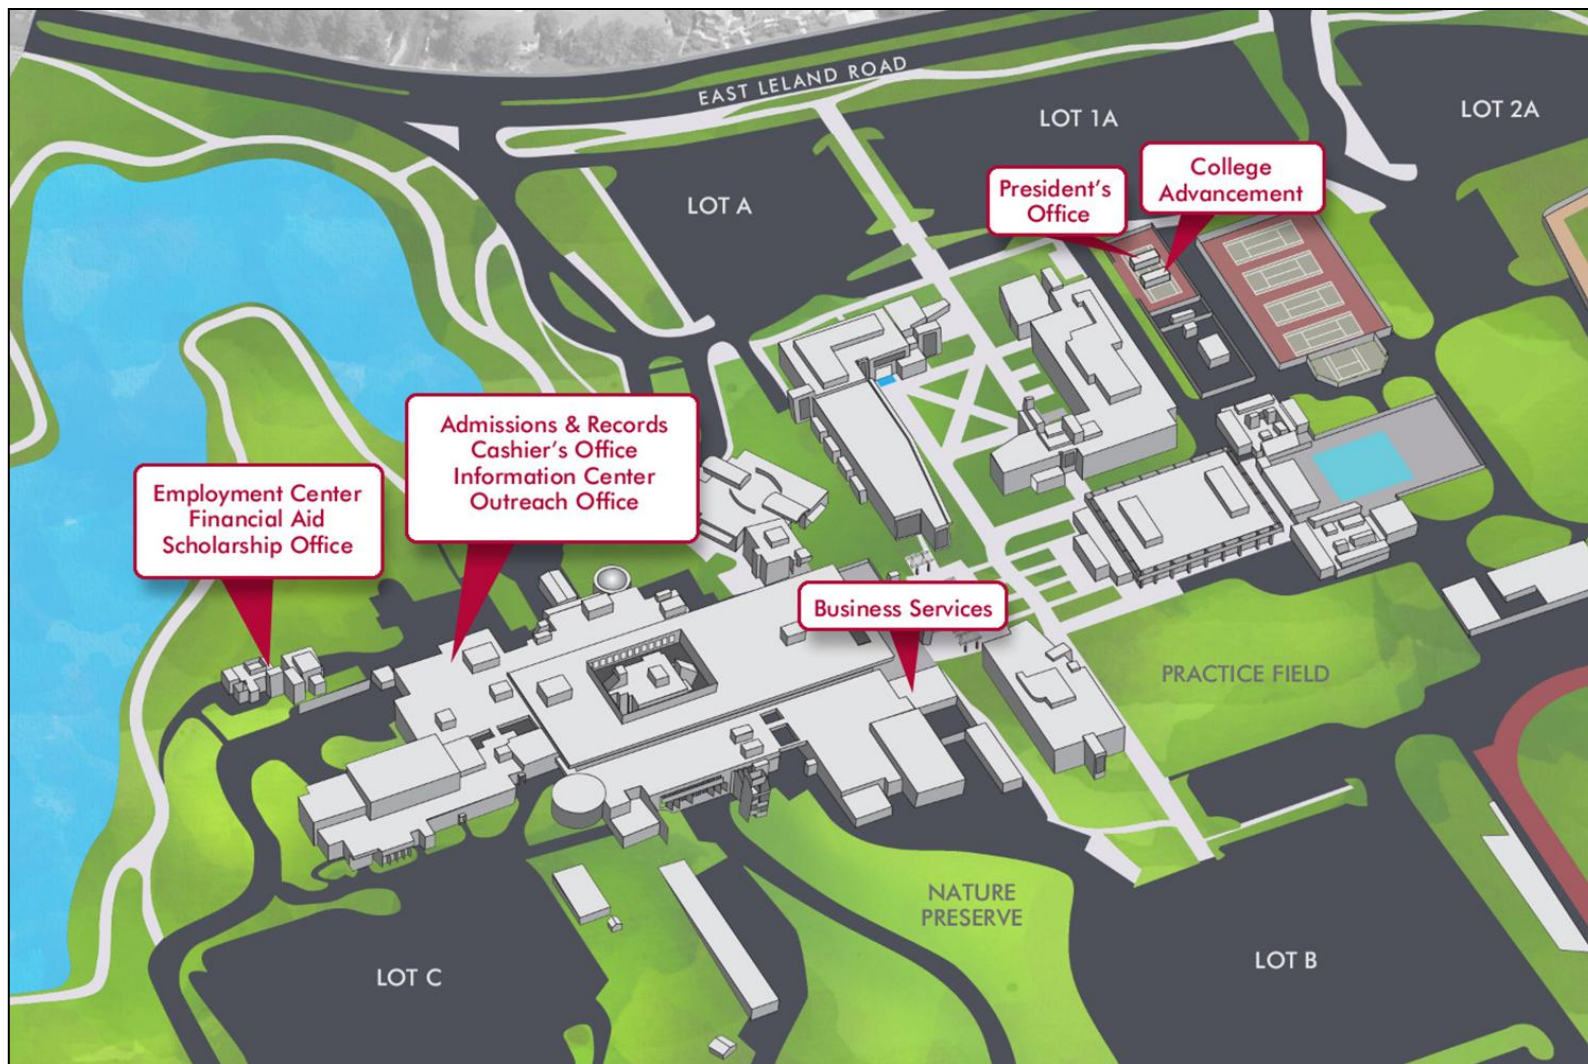 EAST LELAND ROAD
LOT 1A
LOT 2A
College
Advancement
President's
Office
LOT A
Admissions & Records
Cashier's Office
Information Center
Outreach Office
Employment Center
Financial Aid
Scholarship Office
Business Services
PRACTICE FIELD
NATURE
PRESERVE
LOT B
LOT C